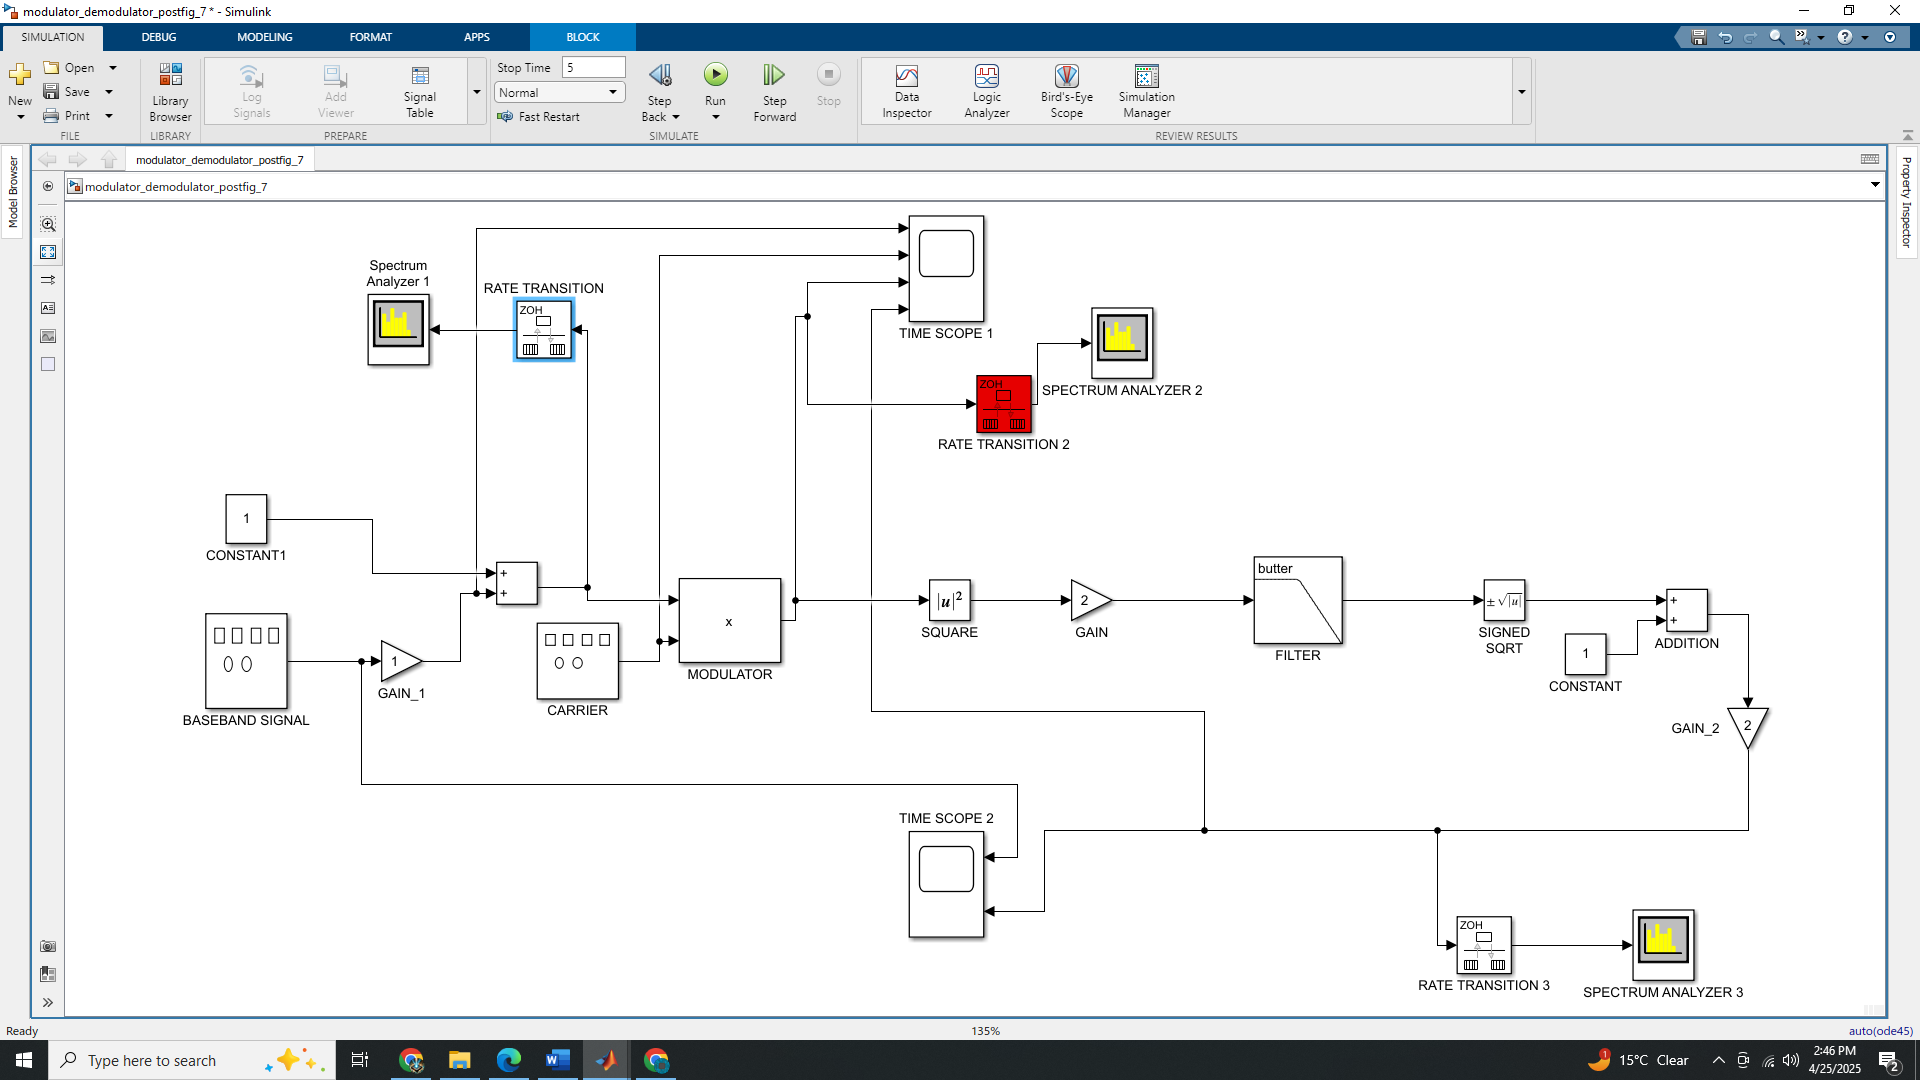 modulator_demodulator_postfig_7 * - Simulink
SIMULATION DEBUG MODELING FORMAT APPS BLOCK
New
Open
Save
Print
FILE
Library Browser
LIBRARY
Log Signals
Add Viewer
Signal Table
PREPARE
Stop Time 5
Normal
Fast Restart
Step Back
Run
Step Forward
Stop
SIMULATE
Data Inspector
Logic Analyzer
Bird's-Eye Scope
Simulation Manager
REVIEW RESULTS
Model Browser
modulator_demodulator_postfig_7
modulator_demodulator_postfig_7
Property Inspector
Spectrum
Analyzer 1
RATE TRANSITION
ZOH
TIME SCOPE 1
ZOH
RATE TRANSITION 2
SPECTRUM ANALYZER 2
1
CONSTANT1
+
+
BASEBAND SIGNAL
1
GAIN_1
CARRIER
x
MODULATOR
|u|²
SQUARE
2
GAIN
butter
FILTER
±√|u|
SIGNED
SQRT
1
CONSTANT
+
+
ADDITION
GAIN_2
2
TIME SCOPE 2
ZOH
RATE TRANSITION 3
SPECTRUM ANALYZER 3
Ready
135%
auto(ode45)
Type here to search
1
15°C Clear
2:46 PM
4/25/2025
2